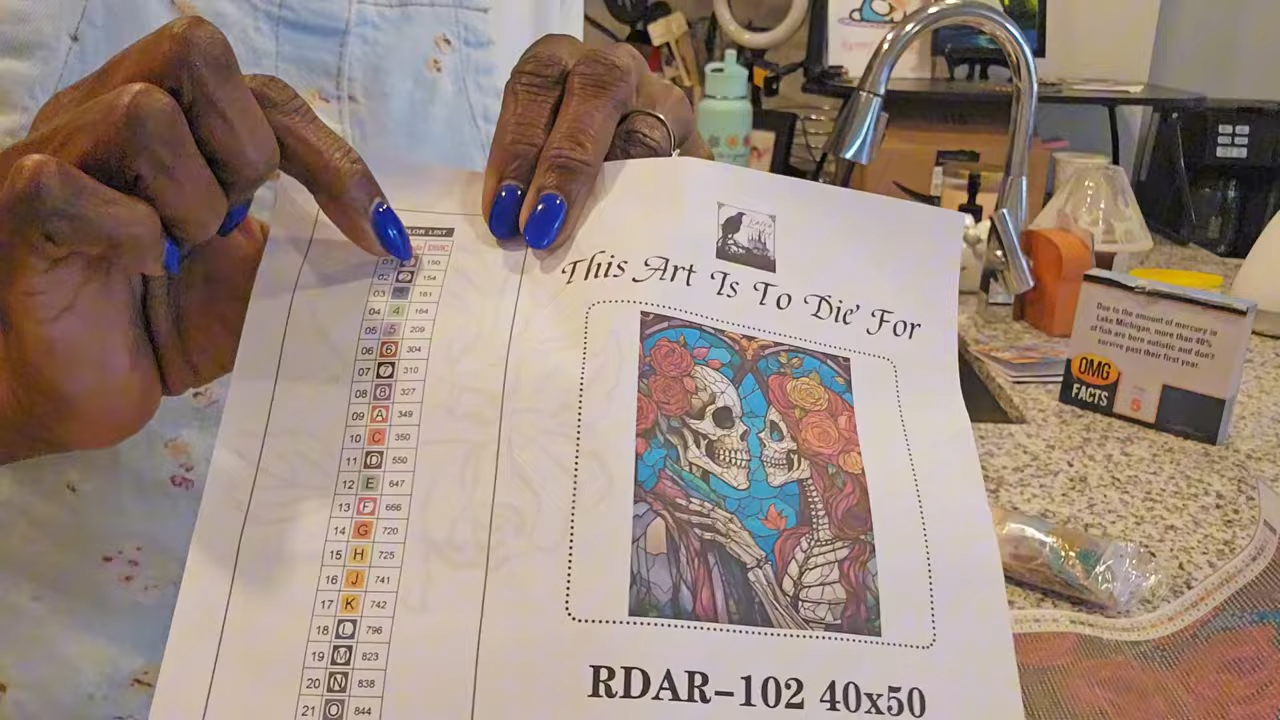 LOR LIST
DMC
01 150
02 2 154
03 161
04 4 164
05 5 209
06 6 304
07 7 310
08 8 327
09 A 349
10 C 350
11 D 550
12 E 647
13 F 666
14 G 720
15 H 725
16 J 741
17 K 742
18 L 796
19 M 823
20 N 838
21 O 844
This Art Is To Die For
RDAR-102 40x50
Due to the amount of mercury in
Lake Michigan, more than 40%
of fish are born autistic and don't
survive past their first year.
OMG
FACTS
5